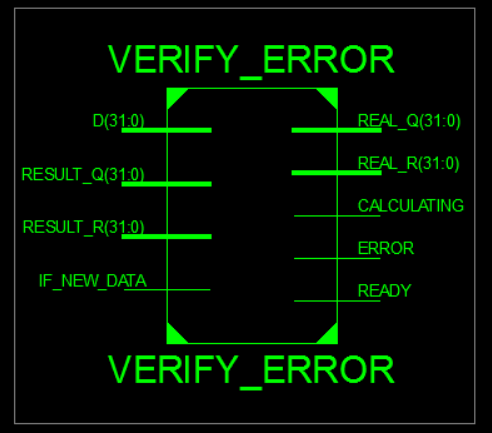 VERIFY_ERROR
D(31:0)
REAL_Q(31:0)
RESULT_Q(31:0)
REAL_R(31:0)
CALCULATING
RESULT_R(31:0)
ERROR
IF_NEW_DATA
READY
VERIFY_ERROR